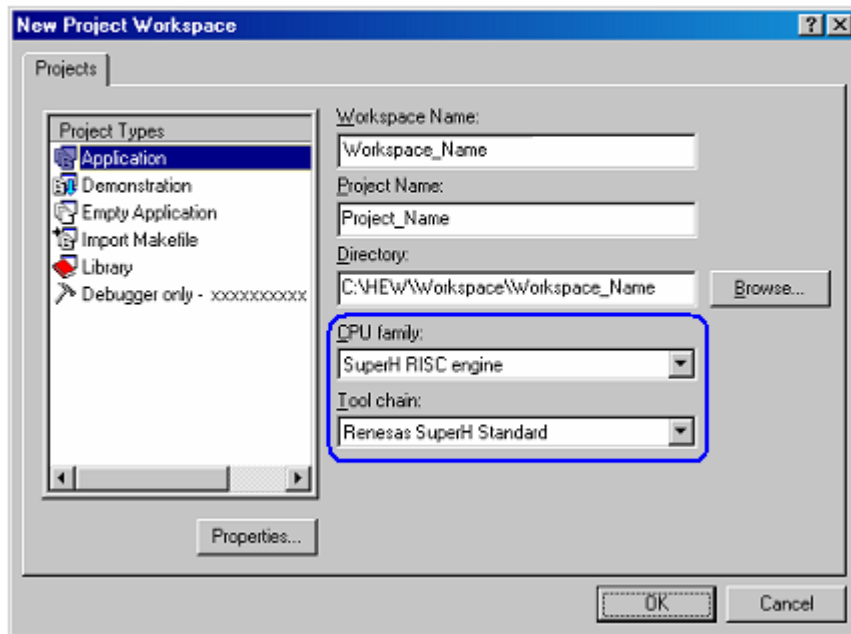 New Project Workspace
Projects
Project Types
Application
Demonstration
Empty Application
Import Makefile
Library
Debugger only - xxxxxxxxxx
Properties...
Workspace Name:
Workspace_Name
Project Name:
Project_Name
Directory:
C:\HEW\Workspace\Workspace_Name
Browse...
CPU family:
SuperH RISC engine
Tool chain:
Renesas SuperH Standard
OK
Cancel